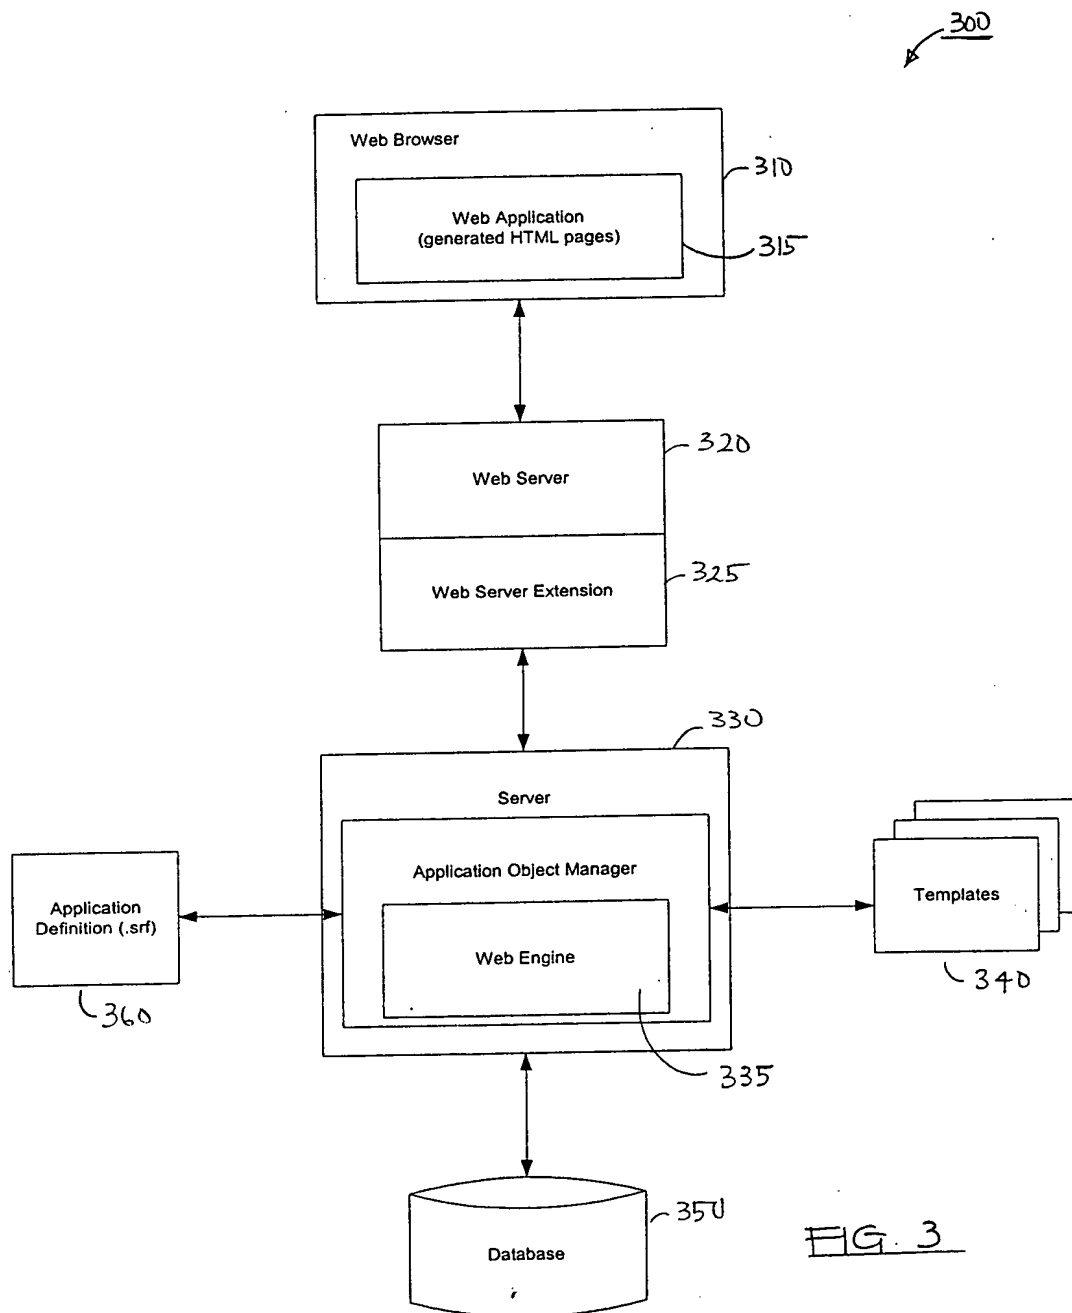 300
Web Browser
310
Web Application
(generated HTML pages)
315
320
Web Server
325
Web Server Extension
330
Server
Application Object Manager
Application
Definition (.srf)
Templates
Web Engine
340
360
335
350
Database
FIG. 3